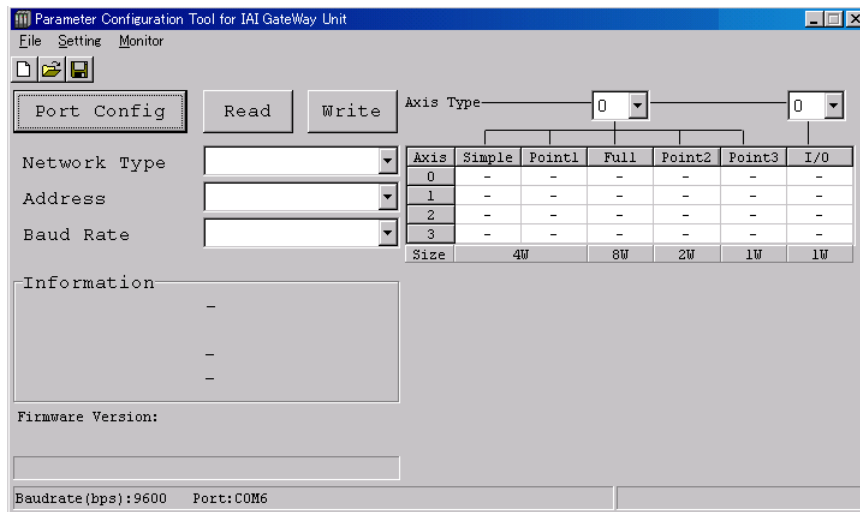 Parameter Configuration Tool for IAI GateWay Unit
File Setting Monitor
Port Config Read Write
Axis Type 0 0
Network Type
Address
Baud Rate
Axis Simple Point1 Full Point2 Point3 I/O
0 - - - - - -
1 - - - - - -
2 - - - - - -
3 - - - - - -
Size 4W 8W 2W 1W 1W
Information
-
-
-
Firmware Version:
Baudrate(bps):9600 Port:COM6